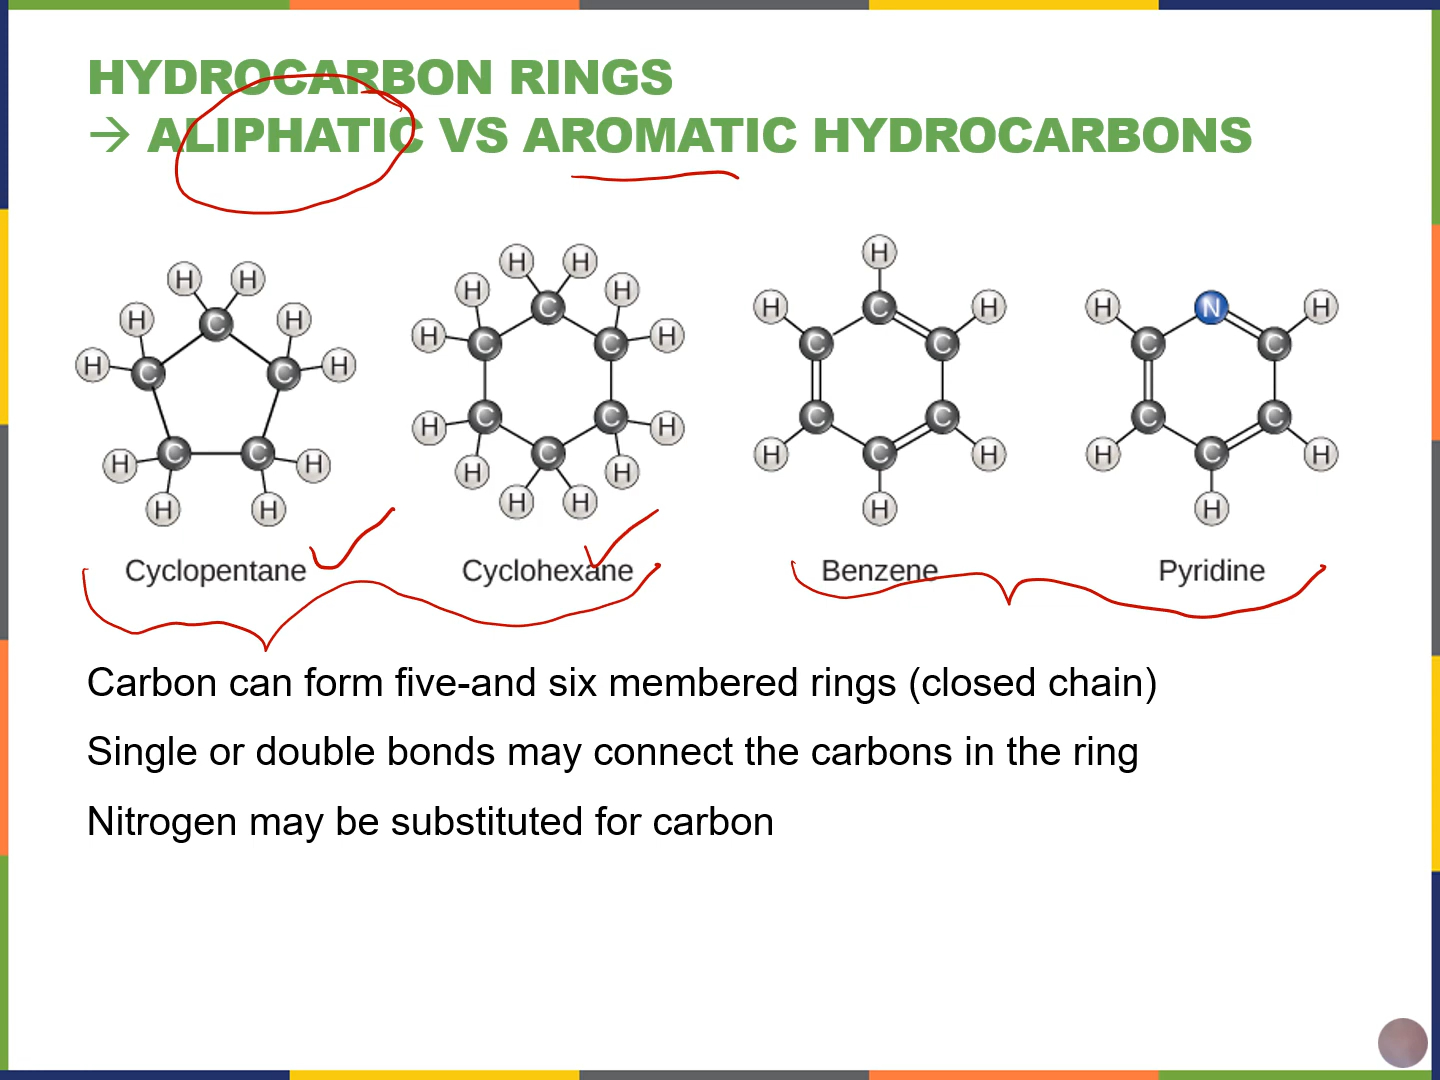 HYDROCARBON RINGS
→ ALIPHATIC VS AROMATIC HYDROCARBONS
H H H H H H H H H H
C C C C C
H H H H H H H H H H H H
C C C C C C
H H H H H H
C C C C C C
H H H H H
N C C C C C
Cyclopentane Cyclohexane Benzene Pyridine
Carbon can form five-and six membered rings (closed chain)
Single or double bonds may connect the carbons in the ring
Nitrogen may be substituted for carbon